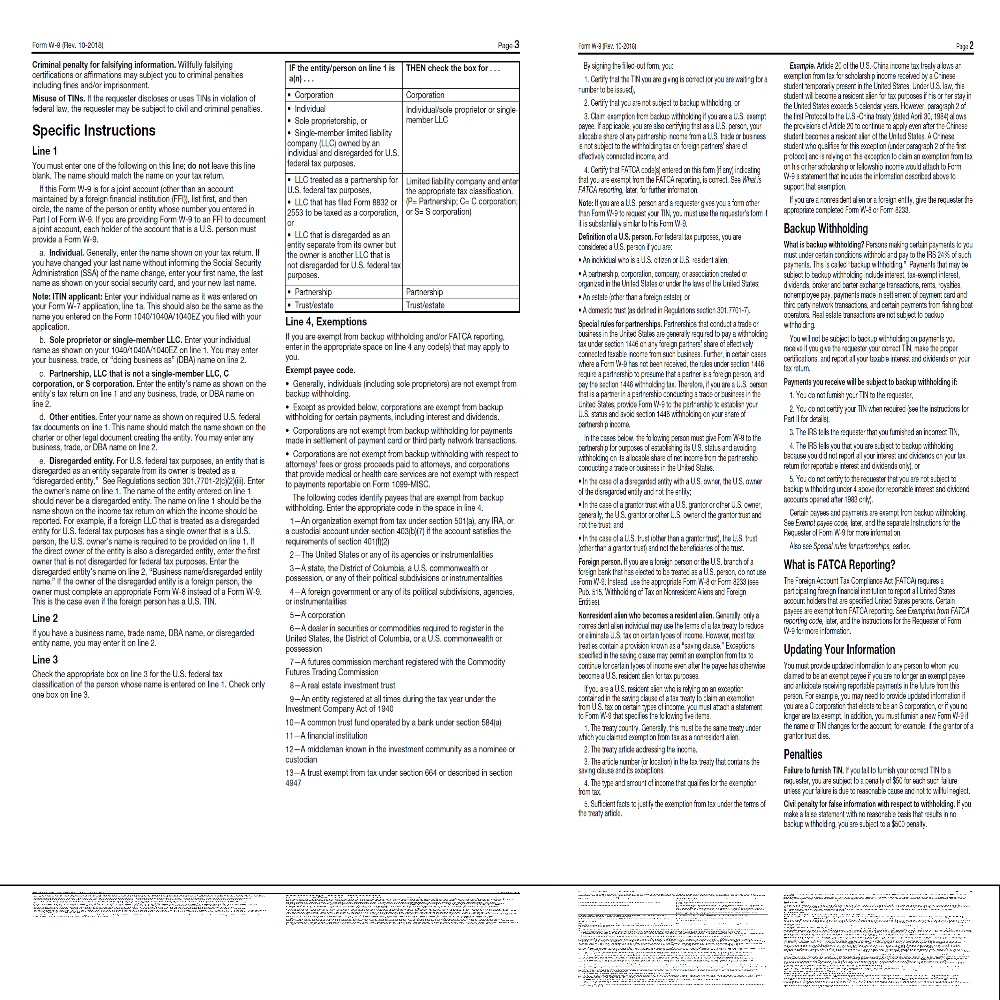 Form W-9 (Rev. 10-2018)
Page 3
Criminal penalty for falsifying information. Willfully falsifying
certifications or affirmations may subject you to criminal penalties
including fines and/or imprisonment.
Misuse of TINs. If the requester discloses or uses TINs in violation of
federal law, the requester may be subject to civil and criminal penalties.
Specific Instructions
Line 1
You must enter one of the following on this line; do not leave this line
blank. The name should match the name on your tax return.
If this Form W-9 is for a joint account (other than an account
maintained by a foreign financial institution (FFI)), list first, and then
circle, the name of the person or entity whose number you entered in
Part I of Form W-9. If you are providing Form W-9 to an FFI to document
a joint account, each holder of the account that is a U.S. person must
provide a Form W-9.
a. Individual. Generally, enter the name shown on your tax return. If
you have changed your last name without informing the Social Security
Administration (SSA) of the name change, enter your first name, the last
name as shown on your social security card, and your new last name.
Note: ITIN applicant: Enter your individual name as it was entered on
your Form W-7 application, line 1a. This should also be the same as the
name you entered on the Form 1040/1040A/1040EZ you filed with your
application.
b. Sole proprietor or single-member LLC. Enter your individual
name as shown on your 1040/1040A/1040EZ on line 1. You may enter
your business, trade, or “doing business as” (DBA) name on line 2.
c. Partnership, LLC that is not a single-member LLC, C
corporation, or S corporation. Enter the entity's name as shown on the
entity's tax return on line 1 and any business, trade, or DBA name on
line 2.
d. Other entities. Enter your name as shown on required U.S. federal
tax documents on line 1. This name should match the name shown on the
charter or other legal document creating the entity. You may enter any
business, trade, or DBA name on line 2.
e. Disregarded entity. For U.S. federal tax purposes, an entity that is
disregarded as an entity separate from its owner is treated as a
“disregarded entity.” See Regulations section 301.7701-2(c)(2)(iii). Enter
the owner's name on line 1. The name of the entity entered on line 1
should never be a disregarded entity. The name on line 1 should be the
name shown on the income tax return on which the income should be
reported. For example, if a foreign LLC that is treated as a disregarded
entity for U.S. federal tax purposes has a single owner that is a U.S.
person, the U.S. owner's name is required to be provided on line 1. If
the direct owner of the entity is also a disregarded entity, enter the first
owner that is not disregarded for federal tax purposes. Enter the
disregarded entity's name on line 2, “Business name/disregarded entity
name.” If the owner of the disregarded entity is a foreign person, the
owner must complete an appropriate Form W-8 instead of a Form W-9.
This is the case even if the foreign person has a U.S. TIN.
Line 2
If you have a business name, trade name, DBA name, or disregarded
entity name, you may enter it on line 2.
Line 3
Check the appropriate box on line 3 for the U.S. federal tax
classification of the person whose name is entered on line 1. Check only
one box on line 3.
IF the entity/person on line 1 is
a(n) . . .
THEN check the box for . . .
• Corporation
Corporation
• Individual
• Sole proprietorship, or
• Single-member limited liability
company (LLC) owned by an
individual and disregarded for U.S.
federal tax purposes.
Individual/sole proprietor or single-
member LLC
• LLC treated as a partnership for
U.S. federal tax purposes,
• LLC that has filed Form 8832 or
2553 to be taxed as a corporation,
or
• LLC that is disregarded as an
entity separate from its owner but
the owner is another LLC that is
not disregarded for U.S. federal tax
purposes.
Limited liability company and enter
the appropriate tax classification.
(P= Partnership; C= C corporation;
or S= S corporation)
• Partnership
Partnership
• Trust/estate
Trust/estate
Line 4, Exemptions
If you are exempt from backup withholding and/or FATCA reporting,
enter in the appropriate space on line 4 any code(s) that may apply to
you.
Exempt payee code.
• Generally, individuals (including sole proprietors) are not exempt from
backup withholding.
• Except as provided below, corporations are exempt from backup
withholding for certain payments, including interest and dividends.
• Corporations are not exempt from backup withholding for payments
made in settlement of payment card or third party network transactions.
• Corporations are not exempt from backup withholding with respect to
attorneys' fees or gross proceeds paid to attorneys, and corporations
that provide medical or health care services are not exempt with respect
to payments reportable on Form 1099-MISC.
The following codes identify payees that are exempt from backup
withholding. Enter the appropriate code in the space in line 4.
1—An organization exempt from tax under section 501(a), any IRA, or
a custodial account under section 403(b)(7) if the account satisfies the
requirements of section 401(f)(2)
2—The United States or any of its agencies or instrumentalities
3—A state, the District of Columbia, a U.S. commonwealth or
possession, or any of their political subdivisions or instrumentalities
4—A foreign government or any of its political subdivisions, agencies,
or instrumentalities
5—A corporation
6—A dealer in securities or commodities required to register in the
United States, the District of Columbia, or a U.S. commonwealth or
possession
7—A futures commission merchant registered with the Commodity
Futures Trading Commission
8—A real estate investment trust
9—An entity registered at all times during the tax year under the
Investment Company Act of 1940
10—A common trust fund operated by a bank under section 584(a)
11—A financial institution
12—A middleman known in the investment community as a nominee or
custodian
13—A trust exempt from tax under section 664 or described in section
4947
Form W-9 (Rev. 10-2018)
Page 2
By signing the filled-out form, you:
1. Certify that the TIN you are giving is correct (or you are waiting for a
number to be issued),
2. Certify that you are not subject to backup withholding, or
3. Claim exemption from backup withholding if you are a U.S. exempt
payee. If applicable, you are also certifying that as a U.S. person, your
allocable share of any partnership income from a U.S. trade or business
is not subject to the withholding tax on foreign partners' share of
effectively connected income, and
4. Certify that FATCA code(s) entered on this form (if any) indicating
that you are exempt from the FATCA reporting, is correct. See What is
FATCA reporting, later, for further information.
Note: If you are a U.S. person and a requester gives you a form other
than Form W-9 to request your TIN, you must use the requester's form if
it is substantially similar to this Form W-9.
Definition of a U.S. person. For federal tax purposes, you are
considered a U.S. person if you are:
• An individual who is a U.S. citizen or U.S. resident alien;
• A partnership, corporation, company, or association created or
organized in the United States or under the laws of the United States;
• An estate (other than a foreign estate); or
• A domestic trust (as defined in Regulations section 301.7701-7).
Special rules for partnerships. Partnerships that conduct a trade or
business in the United States are generally required to pay a withholding
tax under section 1446 on any foreign partners' share of effectively
connected taxable income from such business. Further, in certain cases
where a Form W-9 has not been received, the rules under section 1446
require a partnership to presume that a partner is a foreign person, and
pay the section 1446 withholding tax. Therefore, if you are a U.S. person
that is a partner in a partnership conducting a trade or business in the
United States, provide Form W-9 to the partnership to establish your
U.S. status and avoid section 1446 withholding on your share of
partnership income.
In the cases below, the following person must give Form W-9 to the
partnership for purposes of establishing its U.S. status and avoiding
withholding on its allocable share of net income from the partnership
conducting a trade or business in the United States.
• In the case of a disregarded entity with a U.S. owner, the U.S. owner
of the disregarded entity and not the entity;
• In the case of a grantor trust with a U.S. grantor or other U.S. owner,
generally, the U.S. grantor or other U.S. owner of the grantor trust and
not the trust; and
• In the case of a U.S. trust (other than a grantor trust), the U.S. trust
(other than a grantor trust) and not the beneficiaries of the trust.
Foreign person. If you are a foreign person or the U.S. branch of a
foreign bank that has elected to be treated as a U.S. person, do not use
Form W-9. Instead, use the appropriate Form W-8 or Form 8233 (see
Pub. 515, Withholding of Tax on Nonresident Aliens and Foreign
Entities).
Nonresident alien who becomes a resident alien. Generally, only a
nonresident alien individual may use the terms of a tax treaty to reduce
or eliminate U.S. tax on certain types of income. However, most tax
treaties contain a provision known as a “saving clause.” Exceptions
specified in the saving clause may permit an exemption from tax to
continue for certain types of income even after the payee has otherwise
become a U.S. resident alien for tax purposes.
If you are a U.S. resident alien who is relying on an exception
contained in the saving clause of a tax treaty to claim an exemption
from U.S. tax on certain types of income, you must attach a statement
to Form W-9 that specifies the following five items.
1. The treaty country. Generally, this must be the same treaty under
which you claimed exemption from tax as a nonresident alien.
2. The treaty article addressing the income.
3. The article number (or location) in the tax treaty that contains the
saving clause and its exceptions.
4. The type and amount of income that qualifies for the exemption
from tax.
5. Sufficient facts to justify the exemption from tax under the terms of
the treaty article.
Example. Article 20 of the U.S.-China income tax treaty allows an
exemption from tax for scholarship income received by a Chinese
student temporarily present in the United States. Under U.S. law, this
student will become a resident alien for tax purposes if his or her stay in
the United States exceeds 5 calendar years. However, paragraph 2 of
the first Protocol to the U.S.-China treaty (dated April 30, 1984) allows
the provisions of Article 20 to continue to apply even after the Chinese
student becomes a resident alien of the United States. A Chinese
student who qualifies for this exception (under paragraph 2 of the first
protocol) and is relying on this exception to claim an exemption from tax
on his or her scholarship or fellowship income would attach to Form
W-9 a statement that includes the information described above to
support that exemption.
If you are a nonresident alien or a foreign entity, give the requester the
appropriate completed Form W-8 or Form 8233.
Backup Withholding
What is backup withholding? Persons making certain payments to you
must under certain conditions withhold and pay to the IRS 24% of such
payments. This is called “backup withholding.” Payments that may be
subject to backup withholding include interest, tax-exempt interest,
dividends, broker and barter exchange transactions, rents, royalties,
nonemployee pay, payments made in settlement of payment card and
third party network transactions, and certain payments from fishing boat
operators. Real estate transactions are not subject to backup
withholding.
You will not be subject to backup withholding on payments you
receive if you give the requester your correct TIN, make the proper
certifications, and report all your taxable interest and dividends on your
tax return.
Payments you receive will be subject to backup withholding if:
1. You do not furnish your TIN to the requester,
2. You do not certify your TIN when required (see the instructions for
Part II for details),
3. The IRS tells the requester that you furnished an incorrect TIN,
4. The IRS tells you that you are subject to backup withholding
because you did not report all your interest and dividends on your tax
return (for reportable interest and dividends only), or
5. You do not certify to the requester that you are not subject to
backup withholding under 4 above (for reportable interest and dividend
accounts opened after 1983 only).
Certain payees and payments are exempt from backup withholding.
See Exempt payee code, later, and the separate Instructions for the
Requester of Form W-9 for more information.
Also see Special rules for partnerships, earlier.
What is FATCA Reporting?
The Foreign Account Tax Compliance Act (FATCA) requires a
participating foreign financial institution to report all United States
account holders that are specified United States persons. Certain
payees are exempt from FATCA reporting. See Exemption from FATCA
reporting code, later, and the Instructions for the Requester of Form
W-9 for more information.
Updating Your Information
You must provide updated information to any person to whom you
claimed to be an exempt payee if you are no longer an exempt payee
and anticipate receiving reportable payments in the future from this
person. For example, you may need to provide updated information if
you are a C corporation that elects to be an S corporation, or if you no
longer are tax exempt. In addition, you must furnish a new Form W-9 if
the name or TIN changes for the account; for example, if the grantor of a
grantor trust dies.
Penalties
Failure to furnish TIN. If you fail to furnish your correct TIN to a
requester, you are subject to a penalty of $50 for each such failure
unless your failure is due to reasonable cause and not to willful neglect.
Civil penalty for false information with respect to withholding. If you
make a false statement with no reasonable basis that results in no
backup withholding, you are subject to a $500 penalty.